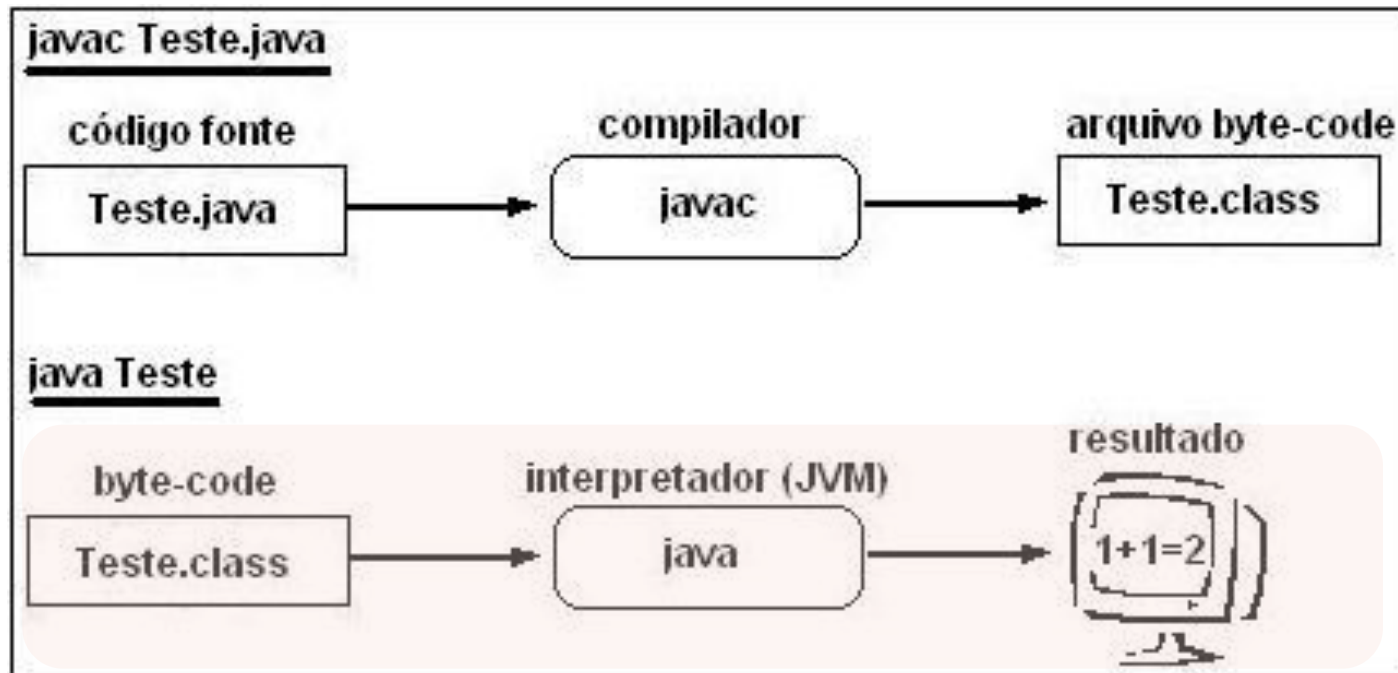 javac Teste.java
código fonte
compilador
arquivo byte-code
Teste.java
javac
Teste.class
java Teste
byte-code
interpretador (JVM)
resultado
Teste.class
java
1+1=2